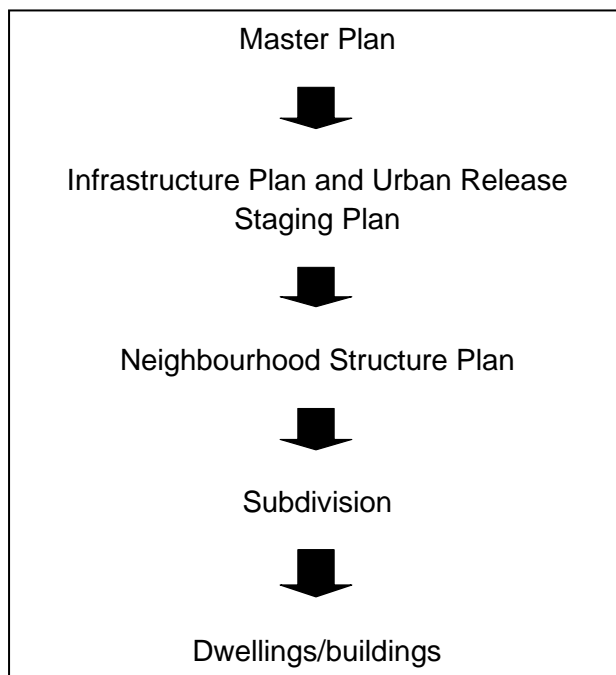 Master Plan
Infrastructure Plan and Urban Release
Staging Plan
Neighbourhood Structure Plan
Subdivision
Dwellings/buildings